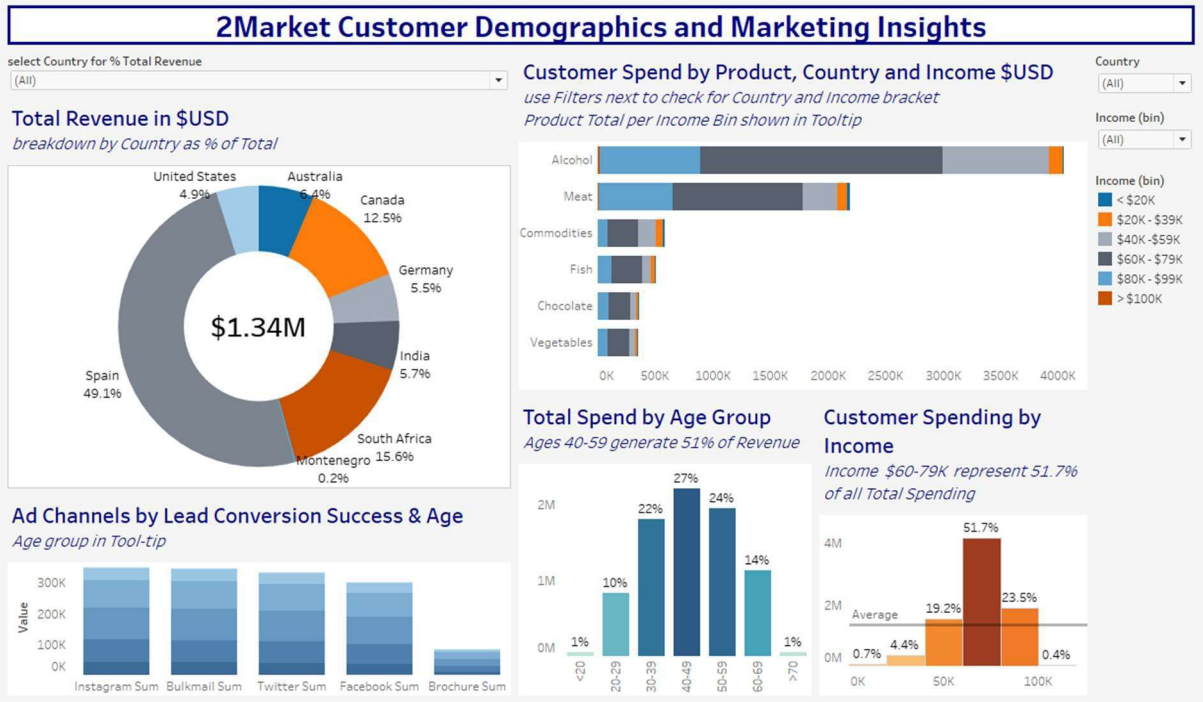 2Market Customer Demographics and Marketing Insights
select Country for % Total Revenue
(All)
Total Revenue in $USD
breakdown by Country as % of Total
United States
4.9%
Australia
6.4%
Canada
12.5%
Germany
5.5%
India
5.7%
South Africa
15.6%
Montenegro
0.2%
Spain
49.1%
$1.34M
Ad Channels by Lead Conversion Success & Age
Age group in Tool-tip
Value
300K
200K
100K
0K
Instagram Sum
Bulkmail Sum
Twitter Sum
Facebook Sum
Brochure Sum
Customer Spend by Product, Country and Income $USD
use Filters next to check for Country and Income bracket
Product Total per Income Bin shown in Tooltip
Alcohol
Meat
Commodities
Fish
Chocolate
Vegetables
0K 500K 1000K 1500K 2000K 2500K 3000K 3500K 4000K
Total Spend by Age Group
Ages 40-59 generate 51% of Revenue
2M
1M
0M
1%
10%
22%
27%
24%
14%
1%
<20
20-29
30-39
40-49
50-59
60-69
>70
Customer Spending by
Income
Income $60-79K represent 51.7%
of all Total Spending
4M
2M
0M
Average
0.7%
4.4%
19.2%
51.7%
23.5%
0.4%
0K 50K 100K
Country
(All)
Income (bin)
(All)
Income (bin)
< $20K
$20K - $39K
$40K -$59K
$60K - $79K
$80K - $99K
> $100K